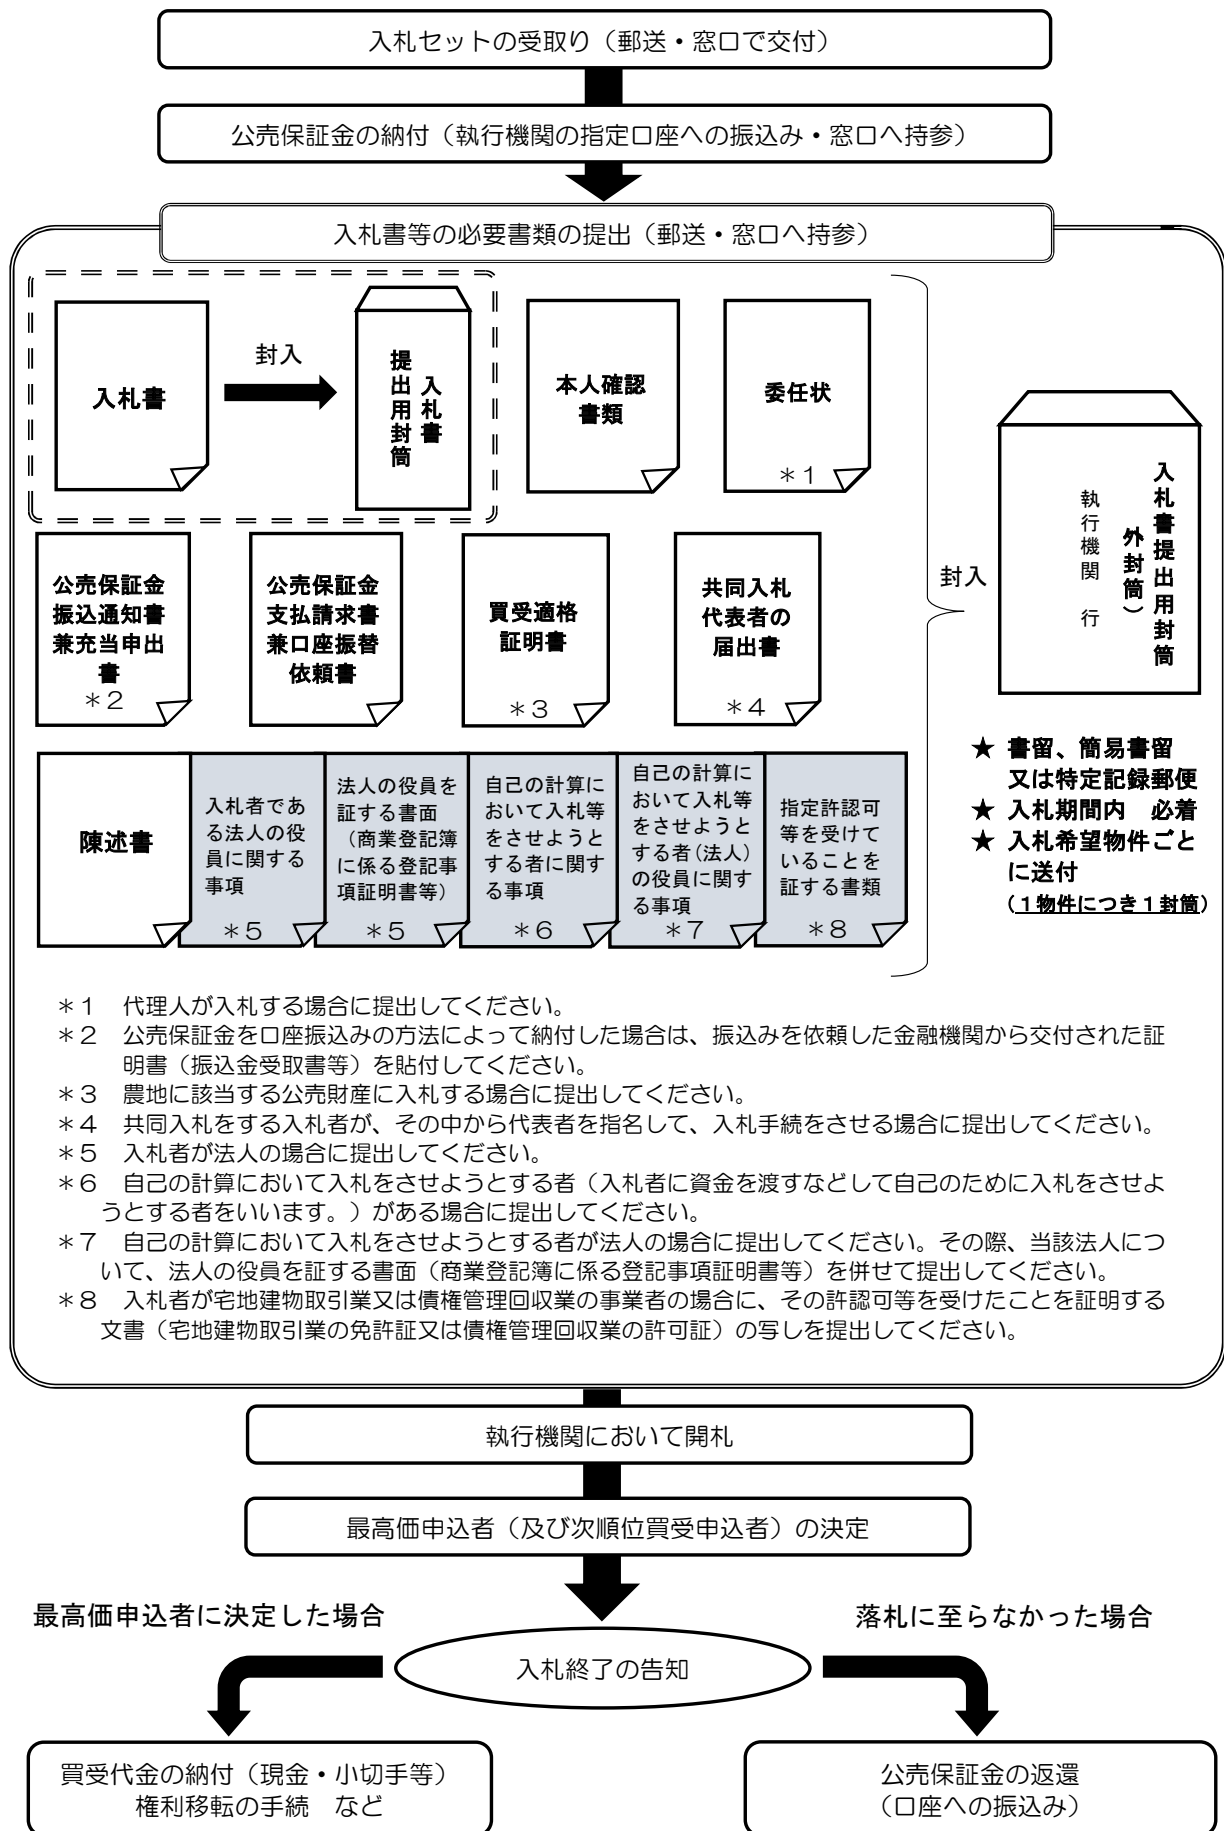 入札セットの受取り（郵送・窓口で交付）
公売保証金の納付（執行機関の指定口座への振込み・窓口へ持参）
入札書等の必要書類の提出（郵送・窓口へ持参）
入札書
封入
入札書
提出用封筒
本人確認
書類
委任状
＊１
公売保証金
振込通知書
兼充当申出
書
＊２
公売保証金
支払請求書
兼口座振替
依頼書
買受適格
証明書
＊３
共同入札
代表者の
届出書
＊４
封入
入札書提出用封筒
外封筒）
執行機関　行
★ 書留、簡易書留
又は特定記録郵便
★ 入札期間内　必着
★ 入札希望物件ごと
に送付
（１物件につき１封筒）
陳述書
入札者であ
る法人の役
員に関する
事項
＊５
法人の役員を
証する書面
（商業登記簿
に係る登記事
項証明書等）
＊５
自己の計算に
おいて入札等
をさせようと
する者に関す
る事項
＊６
自己の計算に
おいて入札等
をさせようと
する者（法人）
の役員に関す
る事項
＊７
指定許認可
等を受けて
いることを
証する書類
＊８
＊１　代理人が入札する場合に提出してください。
＊２　公売保証金を口座振込みの方法によって納付した場合は、振込みを依頼した金融機関から交付された証
明書（振込金受取書等）を貼付してください。
＊３　農地に該当する公売財産に入札する場合に提出してください。
＊４　共同入札をする入札者が、その中から代表者を指名して、入札手続をさせる場合に提出してください。
＊５　入札者が法人の場合に提出してください。
＊６　自己の計算において入札をさせようとする者（入札者に資金を渡すなどして自己のために入札をさせよ
うとする者をいいます。）がある場合に提出してください。
＊７　自己の計算において入札をさせようとする者が法人の場合に提出してください。その際、当該法人につ
いて、法人の役員を証する書面（商業登記簿に係る登記事項証明書等）を併せて提出してください。
＊８　入札者が宅地建物取引業又は債権管理回収業の事業者の場合に、その許認可等を受けたことを証明する
文書（宅地建物取引業の免許証又は債権管理回収業の許可証）の写しを提出してください。
執行機関において開札
最高価申込者（及び次順位買受申込者）の決定
最高価申込者に決定した場合
落札に至らなかった場合
入札終了の告知
買受代金の納付（現金・小切手等）
権利移転の手続　など
公売保証金の返還
（口座への振込み）